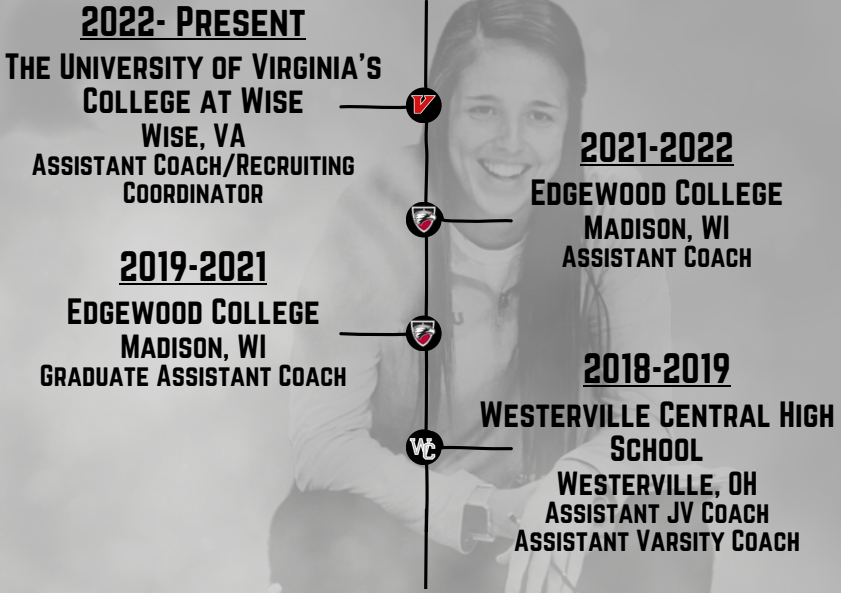 2022- Present
The University of Virginia's
College at Wise
Wise, VA
Assistant Coach/Recruiting
Coordinator
2021-2022
Edgewood College
Madison, WI
Assistant Coach
2019-2021
Edgewood College
Madison, WI
Graduate Assistant Coach
2018-2019
Westerville Central High
School
Westerville, OH
Assistant JV Coach
Assistant Varsity Coach
V
WC